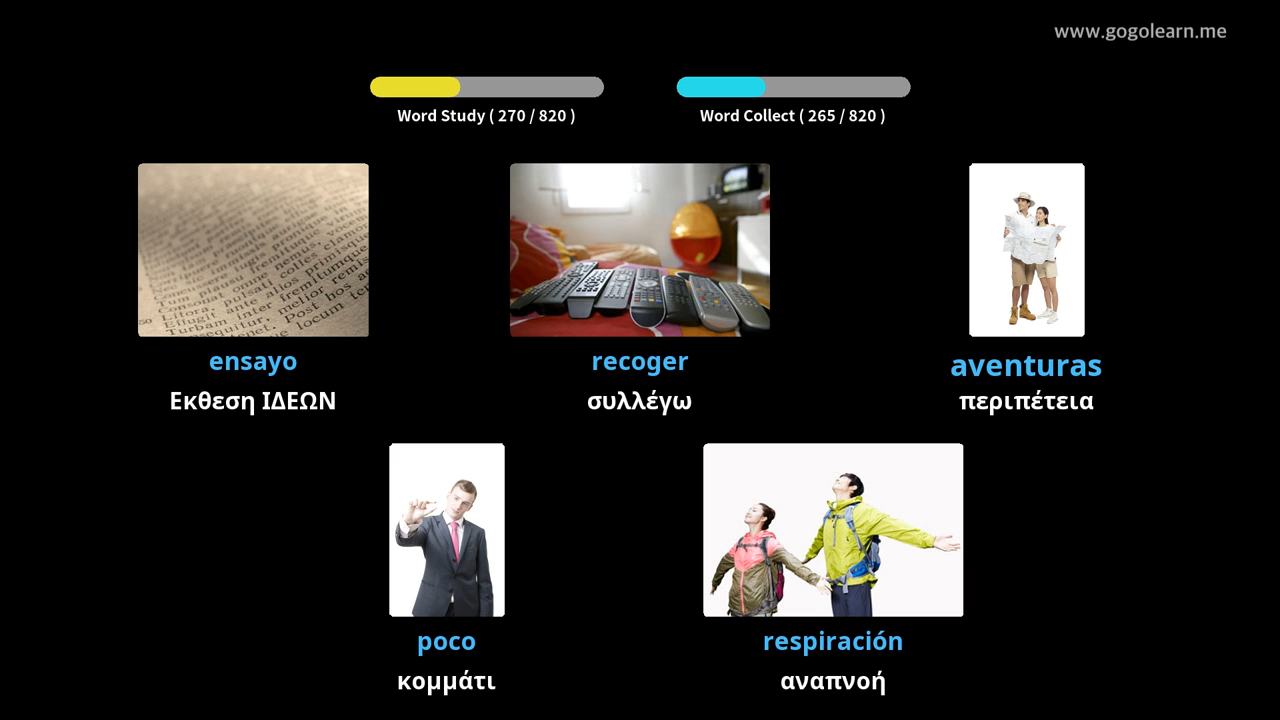 www.gogolearn.me
Word Study ( 270 / 820 )
Word Collect ( 265 / 820 )
ensayo
Εκθεση ΙΔΕΩΝ
recoger
συλλέγω
aventuras
περιπέτεια
poco
κομμάτι
respiración
αναπνοή